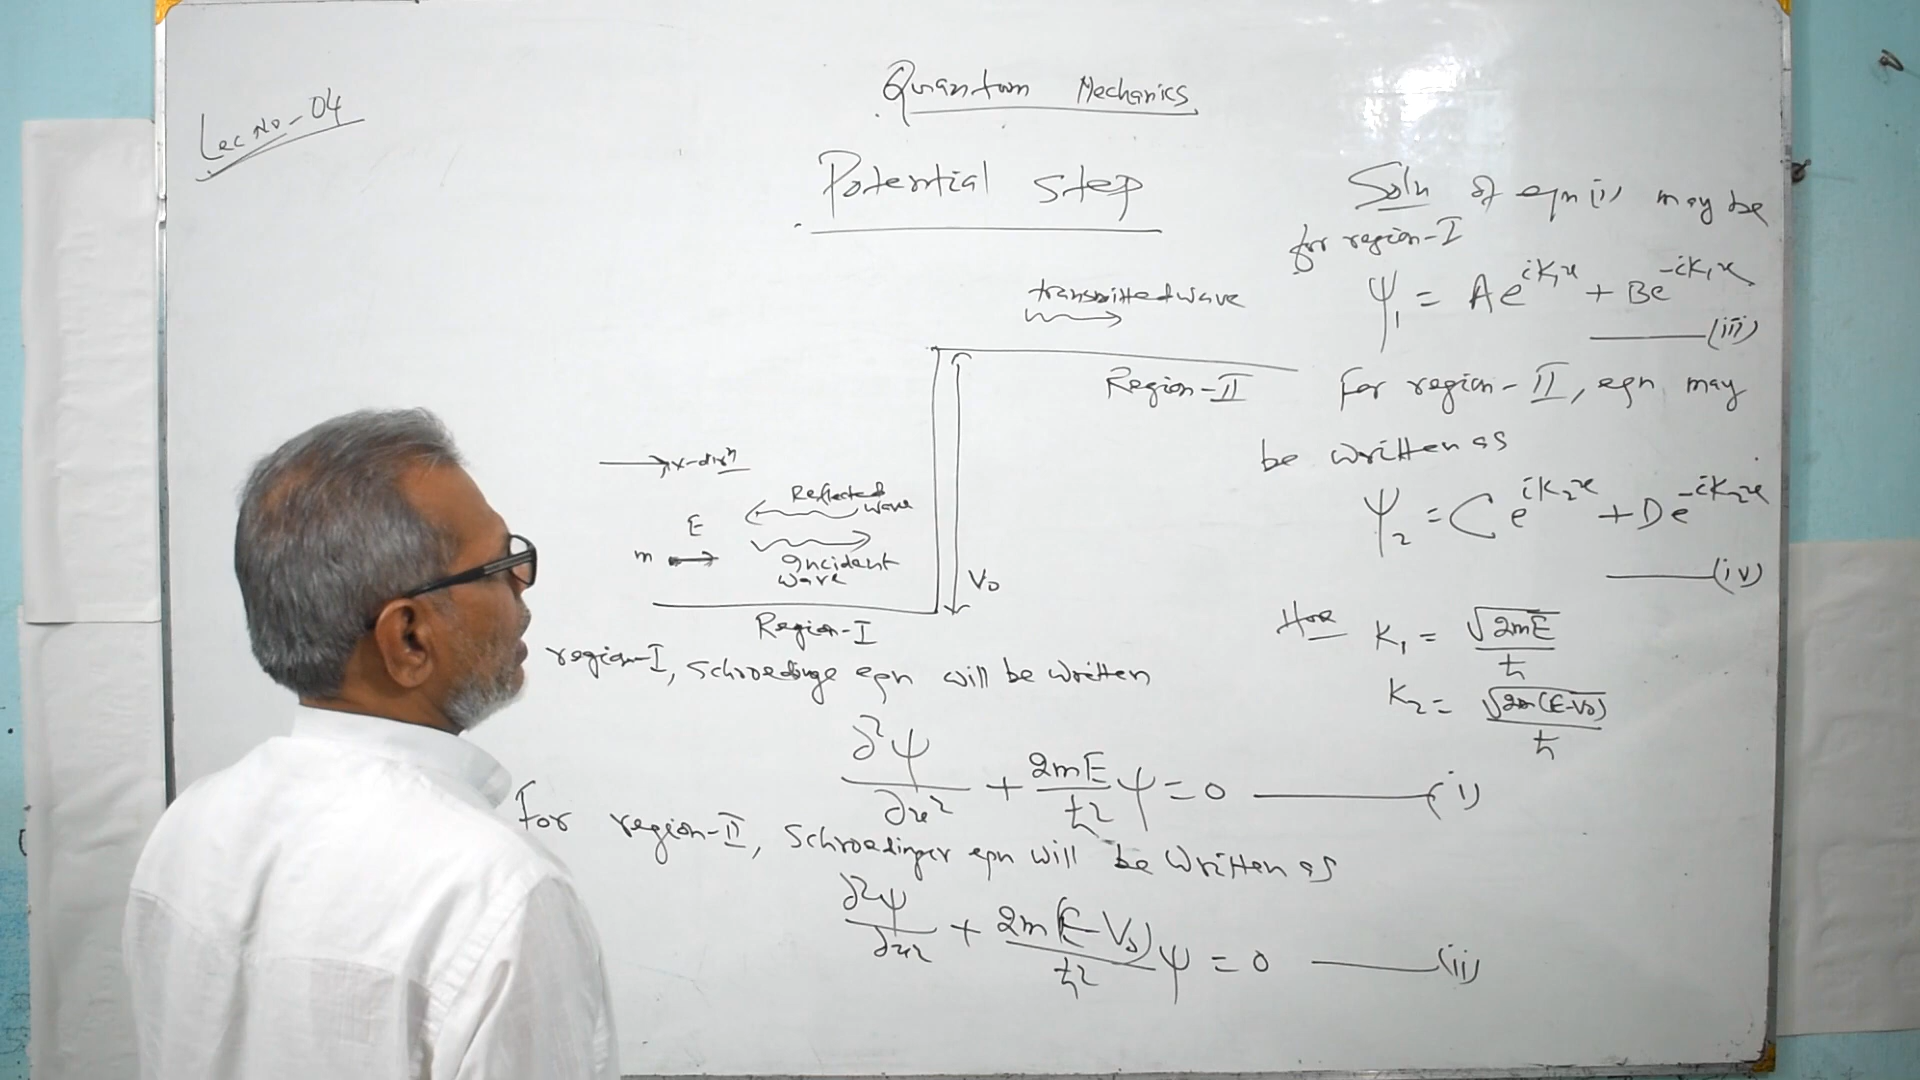 Lec No-04
Quantum Mechanics
Potential step
transmitted wave
Region-II
x-dirⁿ
Reflected wave
E
m
Incident wave
V₀
Region-I
region-I, Schroedinge eqn will be written
∂²ψ/∂x² + 2mE/ħ² ψ = 0 ———(i)
For region-II, Schroedinger eqn will be written as
∂²ψ/∂x² + 2m(E-V₀)/ħ² ψ = 0 ———(ii)
Soln of eqn (i) may be
for region-I
ψ₁ = Ae^{iK₁x} + Be^{-iK₁x}
———(iii)
For region-II, eqn may
be written as
ψ₂ = Ce^{iK₂x} + De^{-iK₂x}
———(iv)
K₁ = √2mE/ħ
K₂ = √2m(E-V₀)/ħ